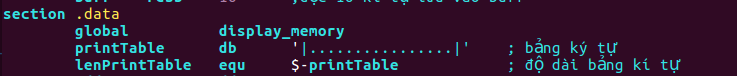 section .data
global display_memory
printTable db '|................|' ; bảng ký tự
lenPrintTable equ $-printTable ; độ dài bảng kí tự